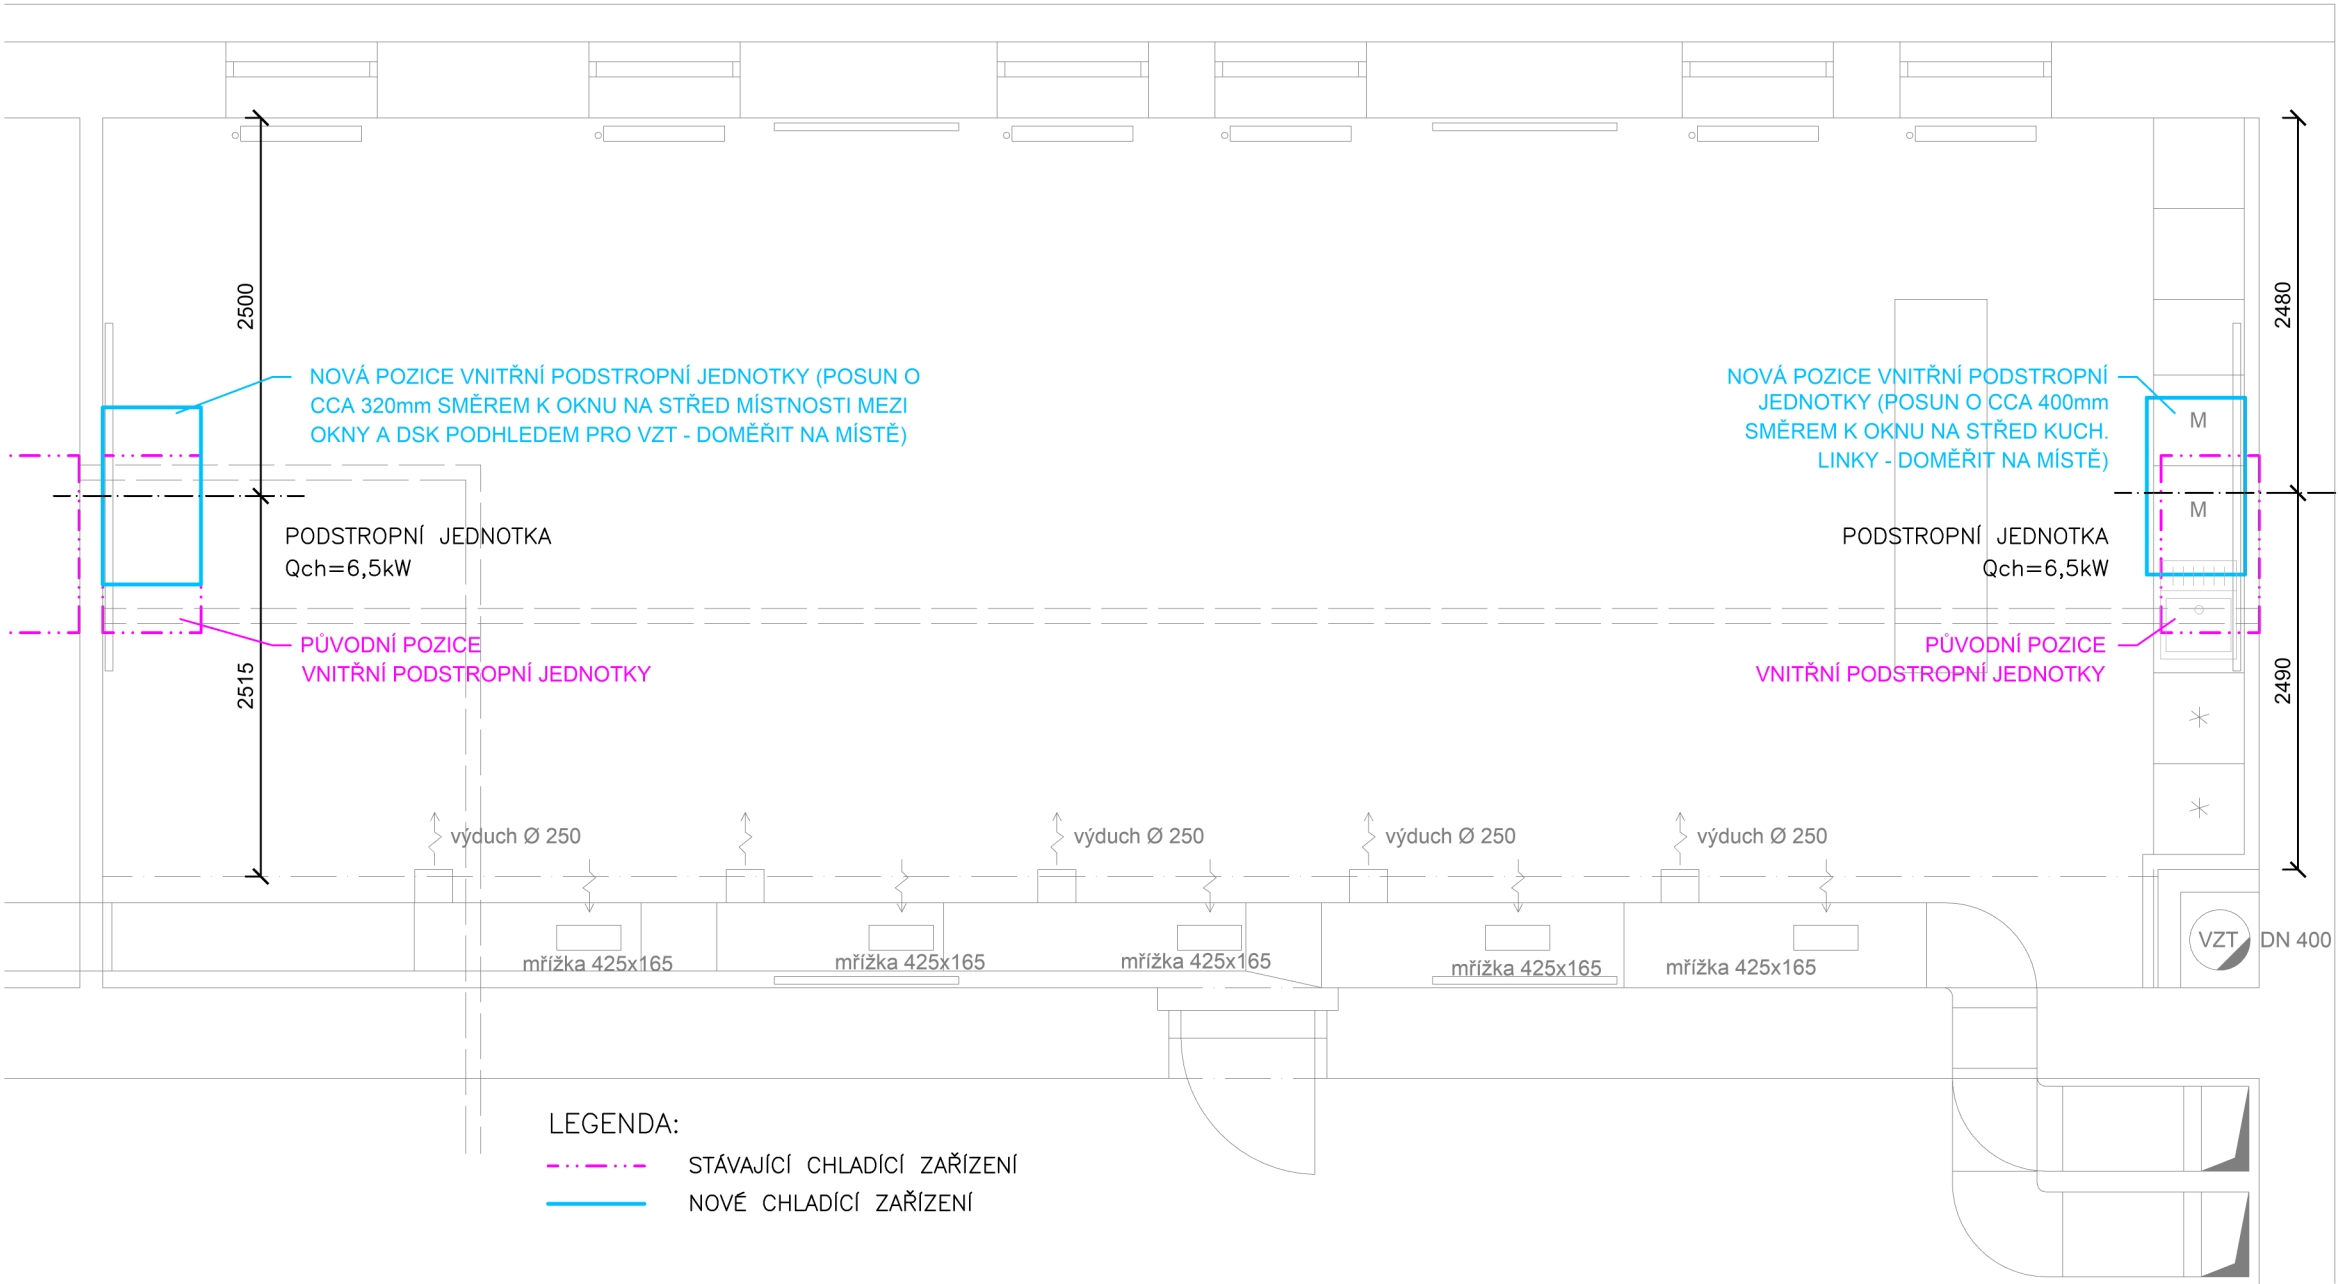 2500
2480
NOVÁ POZICE VNITŘNÍ PODSTROPNÍ JEDNOTKY (POSUN O
CCA 320mm SMĚREM K OKNU NA STŘED MÍSTNOSTI MEZI
OKNY A DSK PODHLEDEM PRO VZT - DOMĚŘIT NA MÍSTĚ)
NOVÁ POZICE VNITŘNÍ PODSTROPNÍ
JEDNOTKY (POSUN O CCA 400mm
SMĚREM K OKNU NA STŘED KUCH.
LINKY - DOMĚŘIT NA MÍSTĚ)
M
M
PODSTROPNÍ JEDNOTKA
Qch=6,5kW
PODSTROPNÍ JEDNOTKA
Qch=6,5kW
PŮVODNÍ POZICE
VNITŘNÍ PODSTROPNÍ JEDNOTKY
PŮVODNÍ POZICE
VNITŘNÍ PODSTROPNÍ JEDNOTKY
2515
2490
výduch Ø 250
výduch Ø 250
výduch Ø 250
výduch Ø 250
mřížka 425x165
mřížka 425x165
mřížka 425x165
mřížka 425x165
mřížka 425x165
VZT
DN 400
LEGENDA:
STÁVAJÍCÍ CHLADÍCÍ ZAŘÍZENÍ
NOVÉ CHLADÍCÍ ZAŘÍZENÍ